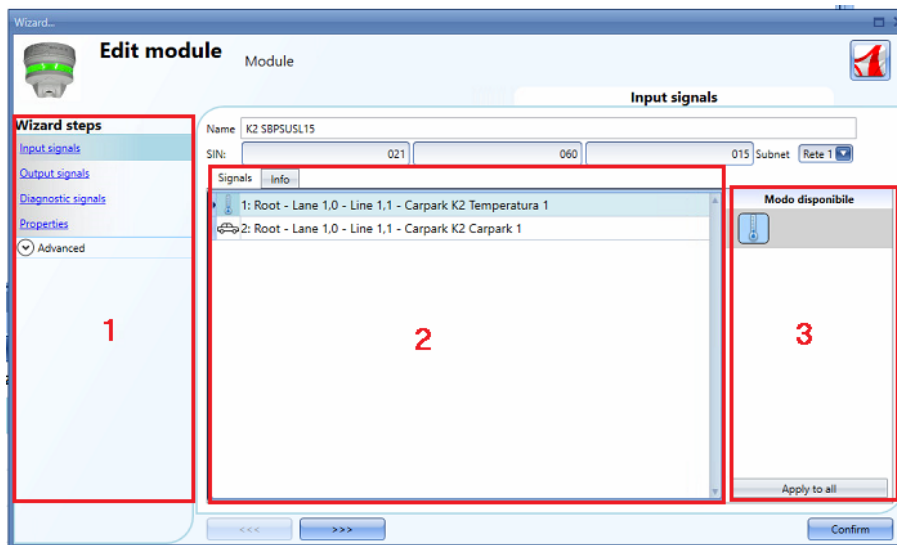 Wizard...
Edit module
Module
Input signals
Wizard steps
Input signals
Output signals
Diagnostic signals
Properties
Advanced
1
Name K2 SBPSUSL15
SIN: 021 060 015 Subnet Rete 1
Signals Info
1: Root - Lane 1,0 - Line 1,1 - Carpark K2 Temperatura 1
2: Root - Lane 1,0 - Line 1,1 - Carpark K2 Carpark 1
2
Modo disponibile
3
Apply to all
<<< >>> Confirm